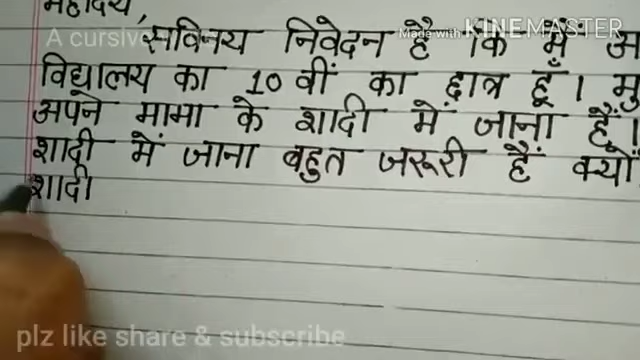 महोदय,
सविनय निवेदन है कि मैं अ
विद्यालय का 10 वीं का छात्र हूँ। मु
अपने मामा के शादी में जाना हैं।
शादी में जाना बहुत जरूरी हैं क्यों
शादी
A cursive
Made with KINEMASTER
plz like share & subscribe